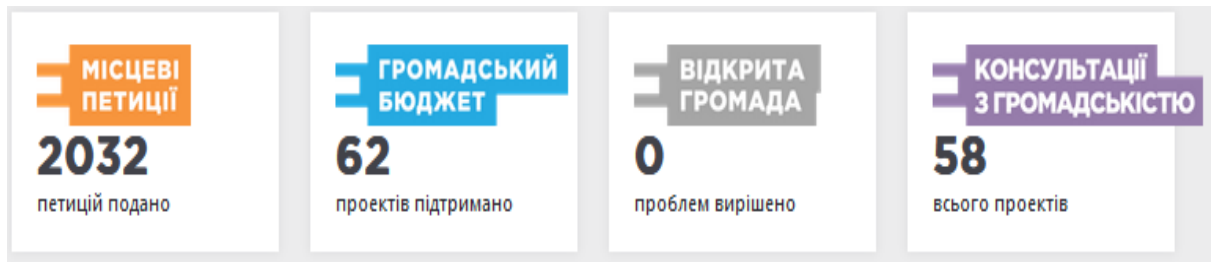 МІСЦЕВІ
ПЕТИЦІЇ
2032
петицій подано
ГРОМАДСЬКИЙ
БЮДЖЕТ
62
проектів підтримано
ВІДКРИТА
ГРОМАДА
0
проблем вирішено
КОНСУЛЬТАЦІЇ
З ГРОМАДСЬКІСТЮ
58
всього проектів